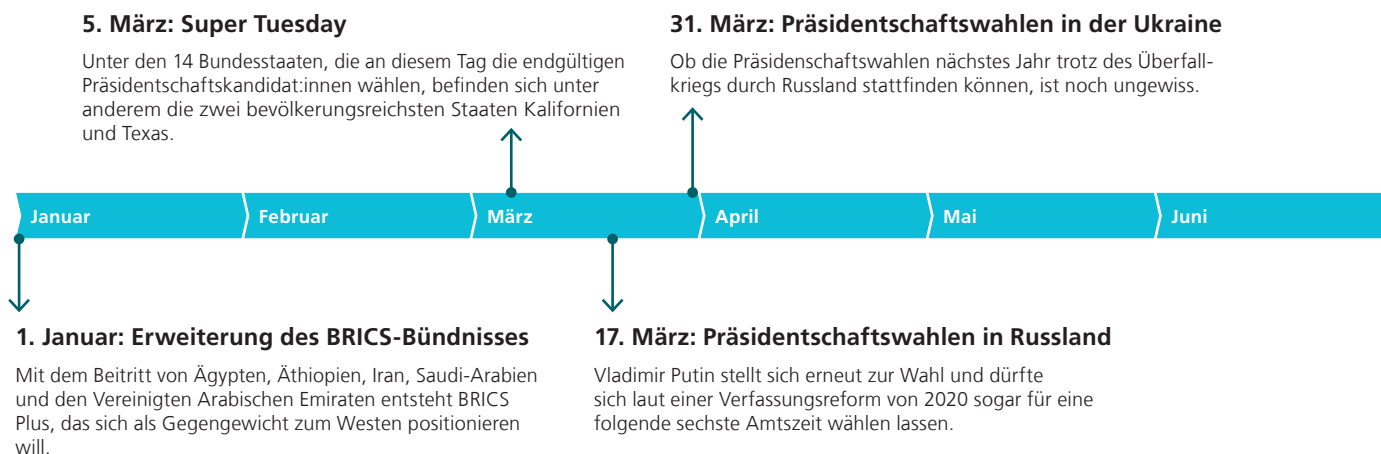 5. März: Super Tuesday
Unter den 14 Bundesstaaten, die an diesem Tag die endgültigen
Präsidentschaftskandidat:innen wählen, befinden sich unter
anderem die zwei bevölkerungsreichsten Staaten Kalifornien
und Texas.
31. März: Präsidentschaftswahlen in der Ukraine
Ob die Präsidenschaftswahlen nächstes Jahr trotz des Überfall-
kriegs durch Russland stattfinden können, ist noch ungewiss.
Januar
Februar
März
April
Mai
Juni
1. Januar: Erweiterung des BRICS-Bündnisses
Mit dem Beitritt von Ägypten, Äthiopien, Iran, Saudi-Arabien
und den Vereinigten Arabischen Emiraten entsteht BRICS
Plus, das sich als Gegengewicht zum Westen positionieren
will.
17. März: Präsidentschaftswahlen in Russland
Vladimir Putin stellt sich erneut zur Wahl und dürfte
sich laut einer Verfassungsreform von 2020 sogar für eine
folgende sechste Amtszeit wählen lassen.